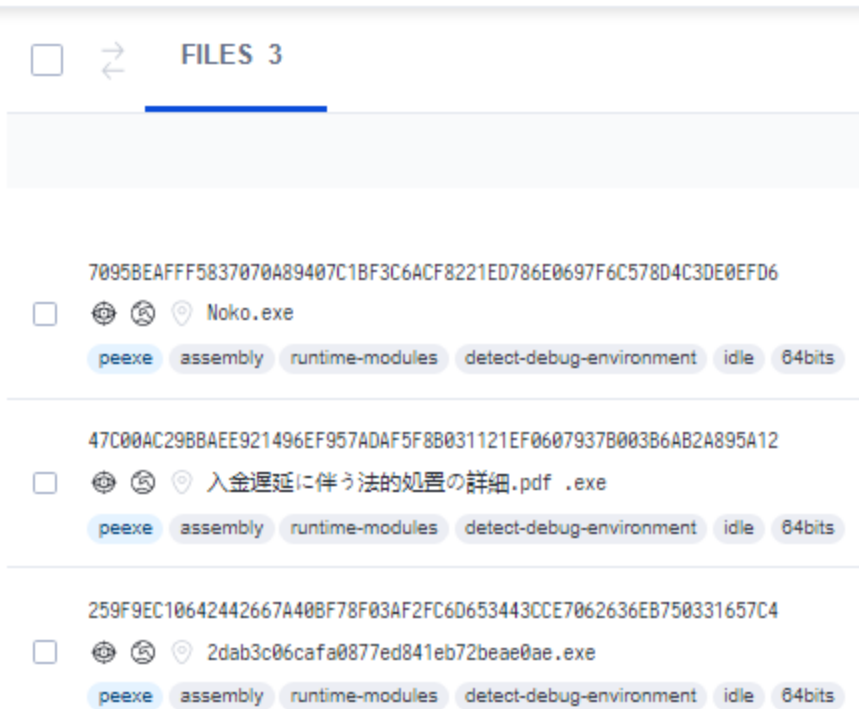 FILES 3
7095BEAFFF5837070A89407C1BF3C6ACF8221ED786E0697F6C578D4C3DE0EFD6
Noko.exe
peexe assembly runtime-modules detect-debug-environment idle 64bits
47C00AC29BBAEE921496EF957ADAF5F8B031121EF0607937B003B6AB2A895A12
入金遅延に伴う法的処置の詳細.pdf .exe
peexe assembly runtime-modules detect-debug-environment idle 64bits
259F9EC10642442667A40BF78F03AF2FC6D653443CCE7062636EB750331657C4
2dab3c06cafa0877ed841eb72beae0ae.exe
peexe assembly runtime-modules detect-debug-environment idle 64bits